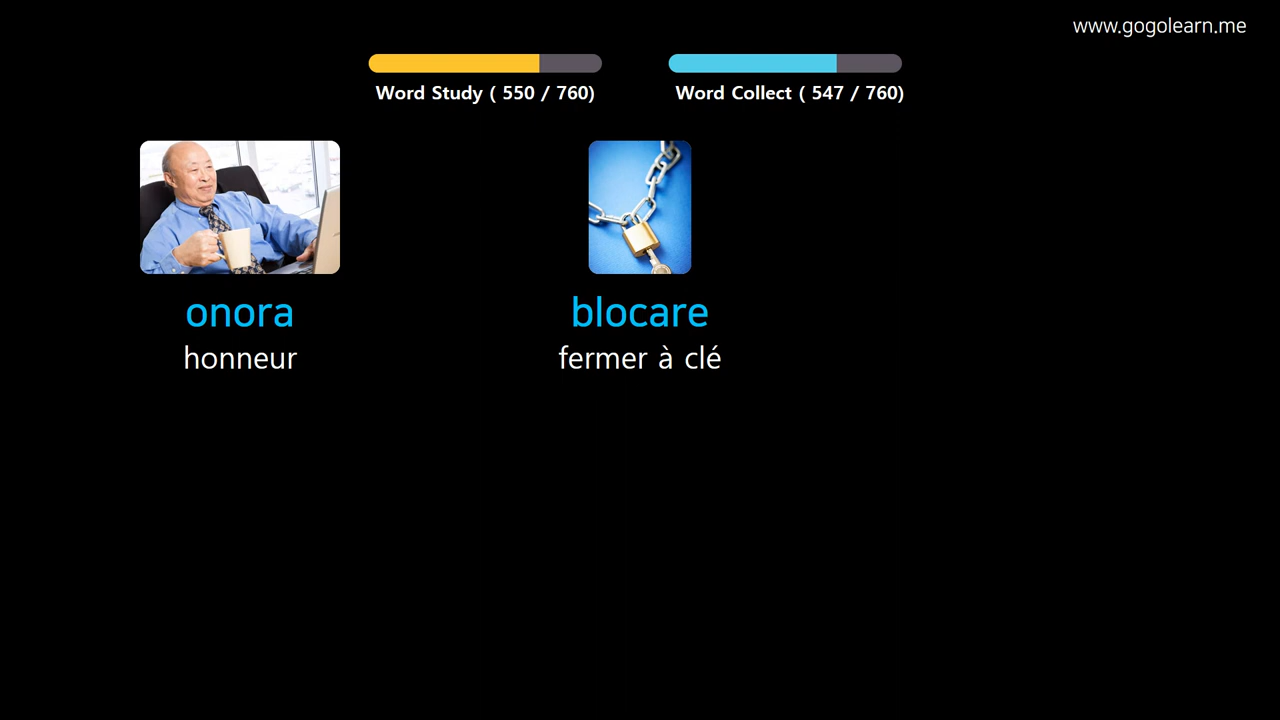 www.gogolearn.me
Word Study ( 550 / 760)
Word Collect ( 547 / 760)
onora
honneur
blocare
fermer à clé